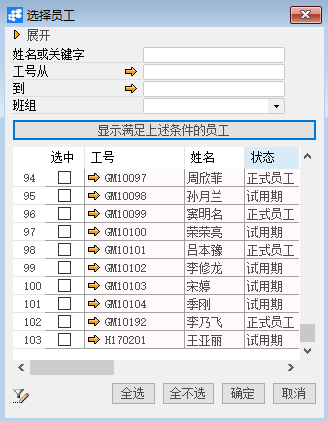 选择员工
展开
姓名或关键字
工号从
到
班组
显示满足上述条件的员工
选中 工号 姓名 状态
94 GM10097 周欣菲 正式员工
95 GM10098 孙月兰 试用期
96 GM10099 窦明名 正式员工
97 GM10100 荣荣亮 试用期
98 GM10101 吕本豫 正式员工
99 GM10102 李修龙 试用期
100 GM10103 宋婷 试用期
101 GM10104 季刚 试用期
102 GM10192 李乃飞 正式员工
103 H170201 王亚丽 试用期
全选 全不选 确定 取消